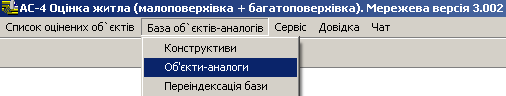 АС-4 Оцінка житла (малоповерхівка + багатоповерхівка). Мережева версія 3.002
Список оцінених об`єктів База об`єктів-аналогів Сервіс Довідка Чат
Конструктиви
Об'єкти-аналоги
Переіндексація бази